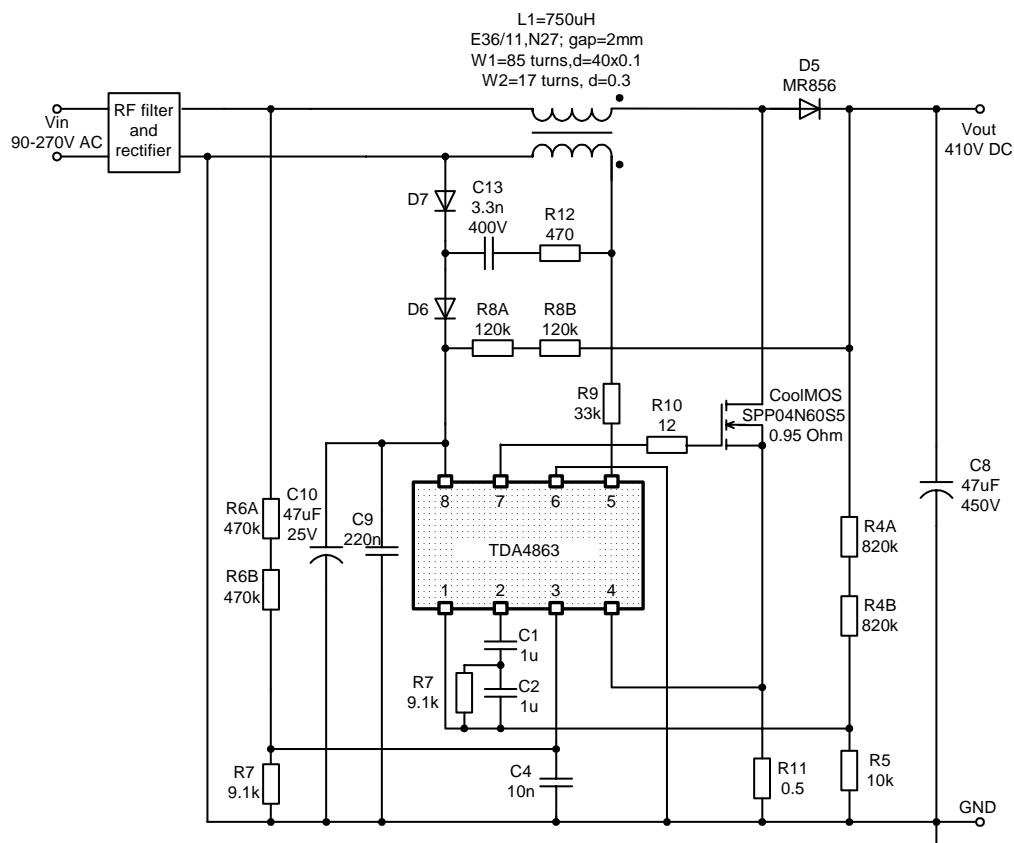 L1=750uH
E36/11,N27; gap=2mm
W1=85 turns,d=40x0.1
W2=17 turns, d=0.3
D5
MR856
RF filter
and
rectifier
Vin
90-270V AC
Vout
410V DC
D7
C13
3.3n
400V
R12
470
D6
R8A
120k
R8B
120k
R9
33k
R10
12
CoolMOS
SPP04N60S5
0.95 Ohm
C8
47uF
450V
R6A
470k
C10
47uF
25V
C9
220n
8
7
6
5
TDA4863
R4A
820k
R6B
470k
1
2
3
4
R4B
820k
C1
1u
R7
9.1k
C2
1u
R7
9.1k
C4
10n
R11
0.5
R5
10k
GND